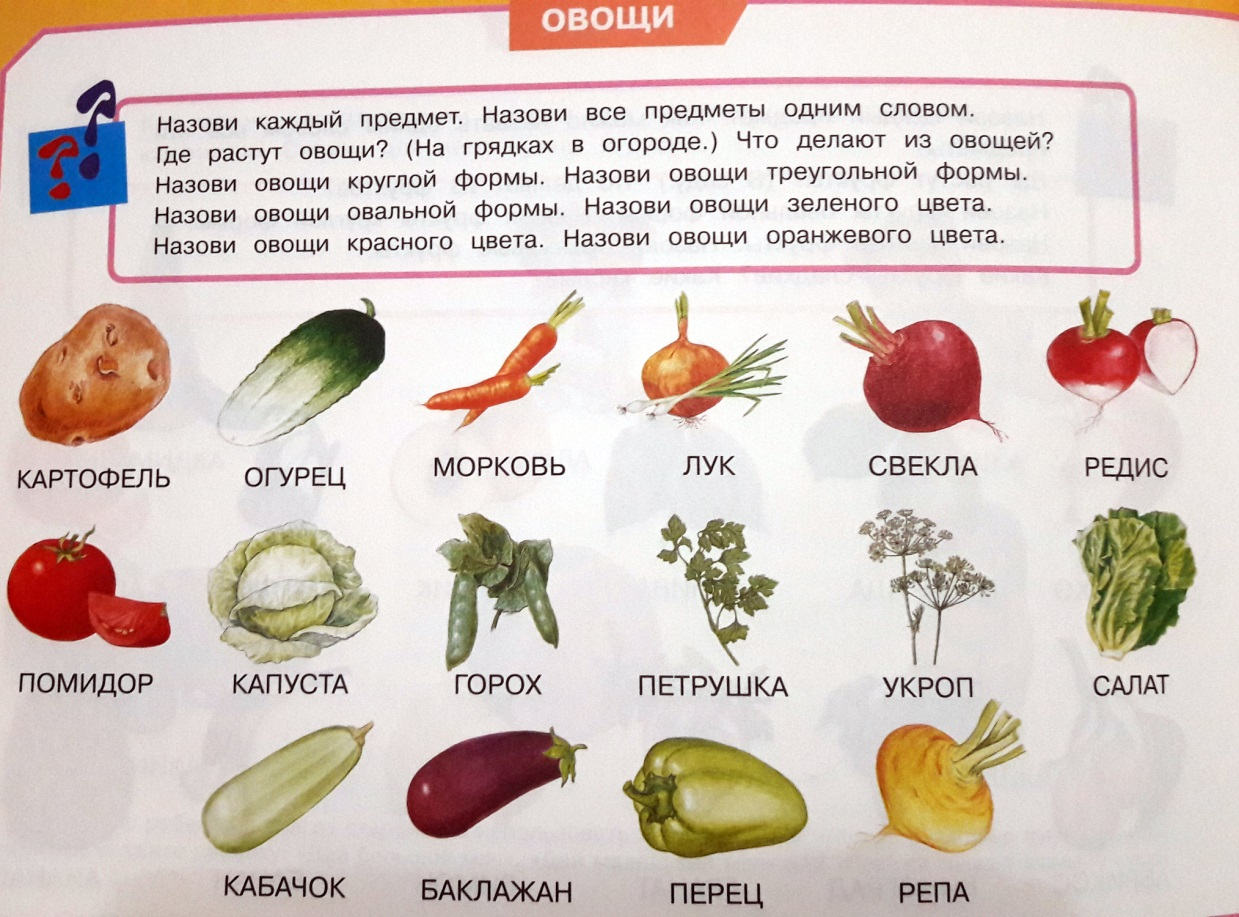 ОВОЩИ
Назови каждый предмет. Назови все предметы одним словом.
Где растут овощи? (На грядках в огороде.) Что делают из овощей?
Назови овощи круглой формы. Назови овощи треугольной формы.
Назови овощи овальной формы. Назови овощи зеленого цвета.
Назови овощи красного цвета. Назови овощи оранжевого цвета.
КАРТОФЕЛЬ ОГУРЕЦ МОРКОВЬ ЛУК СВЕКЛА РЕДИС
ПОМИДОР КАПУСТА ГОРОХ ПЕТРУШКА УКРОП САЛАТ
КАБАЧОК БАКЛАЖАН ПЕРЕЦ РЕПА